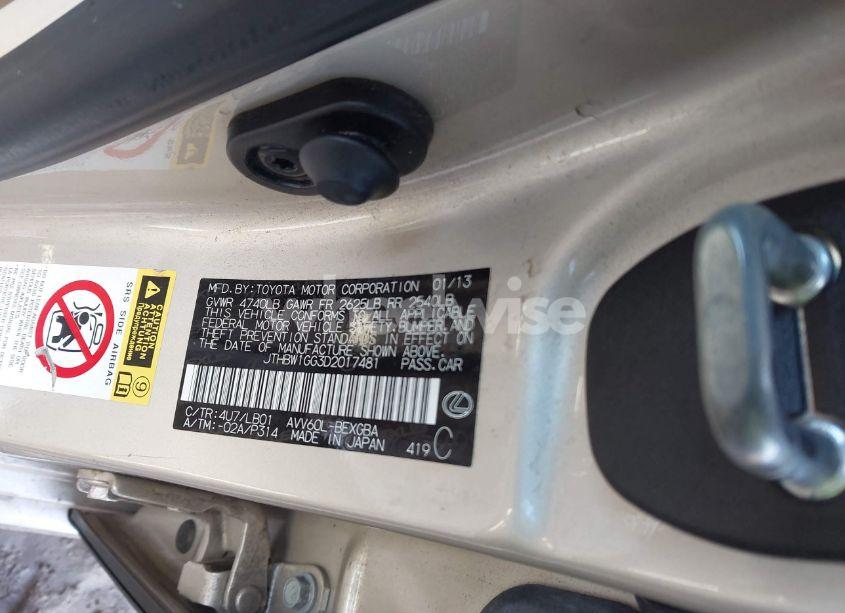 MFD. BY: TOYOTA MOTOR CORPORATION 01/13
GVWR 4740LB GAWR FR 2625LB RR 2540LB
THIS VEHICLE CONFORMS TO ALL APPLICABLE
FEDERAL MOTOR VEHICLE SAFETY, BUMPER, AND
THEFT PREVENTION STANDARDS IN EFFECT ON
THE DATE OF MANUFACTURE SHOWN ABOVE.
JTHBW1GG3D2017481 PASS. CAR
C/TR: 4U7/LB01 AVV60L-BEXGBA
A/TM: -02A/P314 MADE IN JAPAN 419 C
SRS SIDE AIRBAG
CAUTION
ATTENTION
ACHTUNG
9
wise